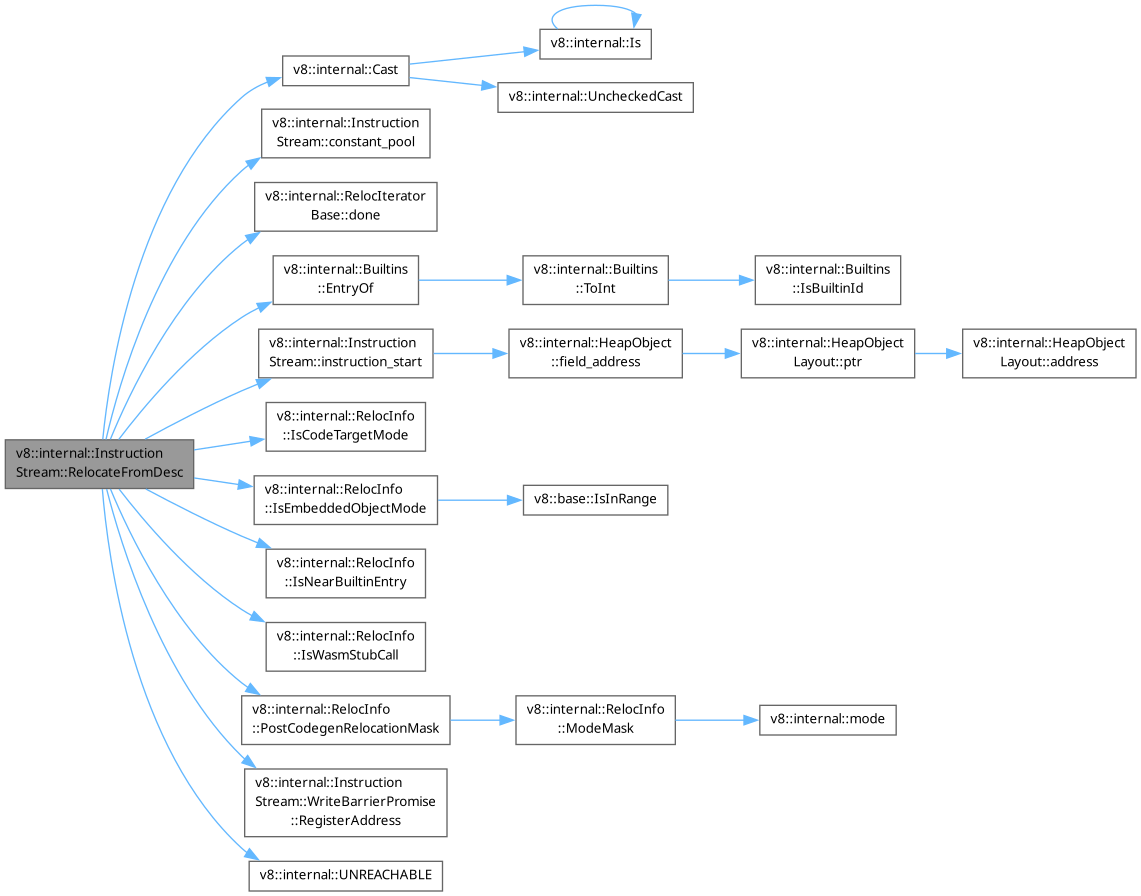 v8::internal::Instruction
Stream::RelocateFromDesc
v8::internal::Cast
v8::internal::Is
v8::internal::UncheckedCast
v8::internal::Instruction
Stream::constant_pool
v8::internal::RelocIterator
Base::done
v8::internal::Builtins
::EntryOf
v8::internal::Builtins
::ToInt
v8::internal::Builtins
::IsBuiltinId
v8::internal::Instruction
Stream::instruction_start
v8::internal::HeapObject
::field_address
v8::internal::HeapObject
Layout::ptr
v8::internal::HeapObject
Layout::address
v8::internal::RelocInfo
::IsCodeTargetMode
v8::internal::RelocInfo
::IsEmbeddedObjectMode
v8::base::IsInRange
v8::internal::RelocInfo
::IsNearBuiltinEntry
v8::internal::RelocInfo
::IsWasmStubCall
v8::internal::RelocInfo
::PostCodegenRelocationMask
v8::internal::RelocInfo
::ModeMask
v8::internal::mode
v8::internal::Instruction
Stream::WriteBarrierPromise
::RegisterAddress
v8::internal::UNREACHABLE